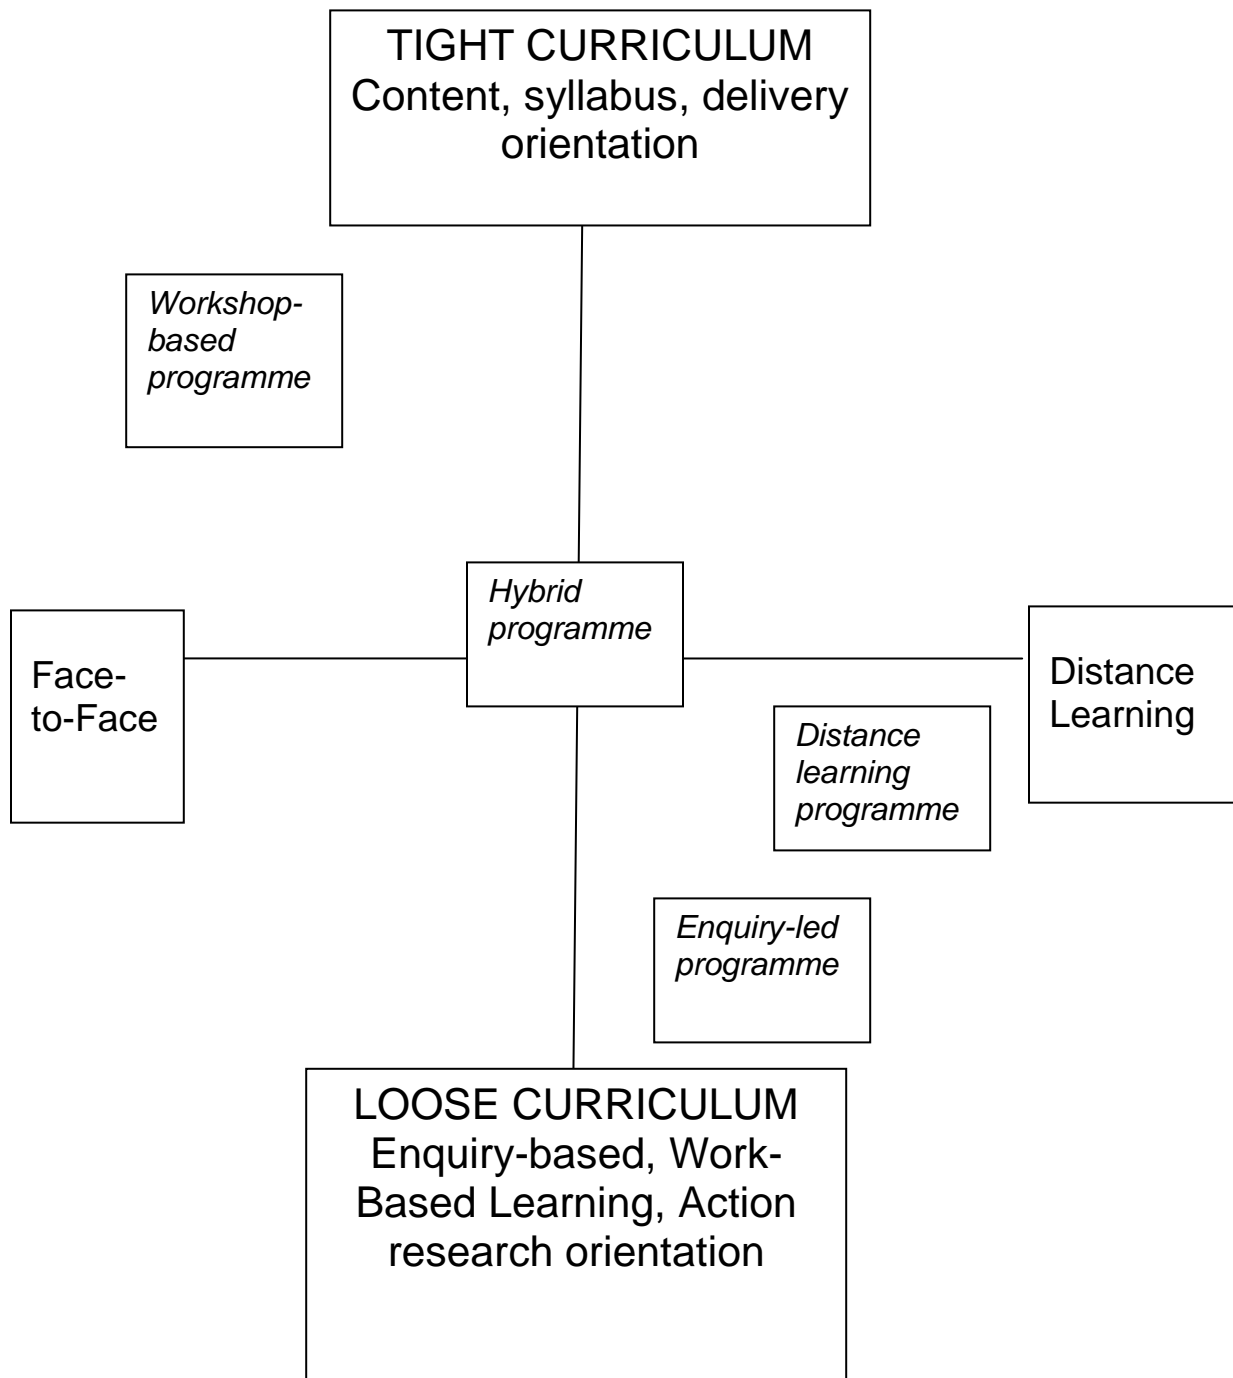 TIGHT CURRICULUM
Content, syllabus, delivery
orientation
Workshop-
based
programme
Hybrid
programme
Face-
to-Face
Distance
Learning
Distance
learning
programme
Enquiry-led
programme
LOOSE CURRICULUM
Enquiry-based, Work-
Based Learning, Action
research orientation